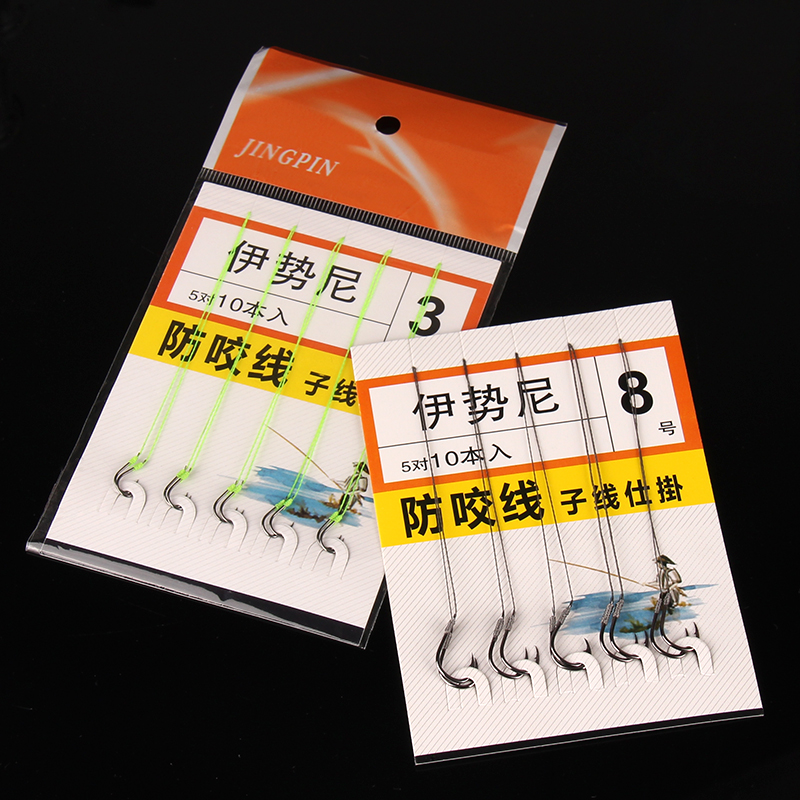 JINGPIN
伊势尼
3
5对10本入
防咬线 子线
伊势尼
8号
5对10本入
防咬线 子线仕掛